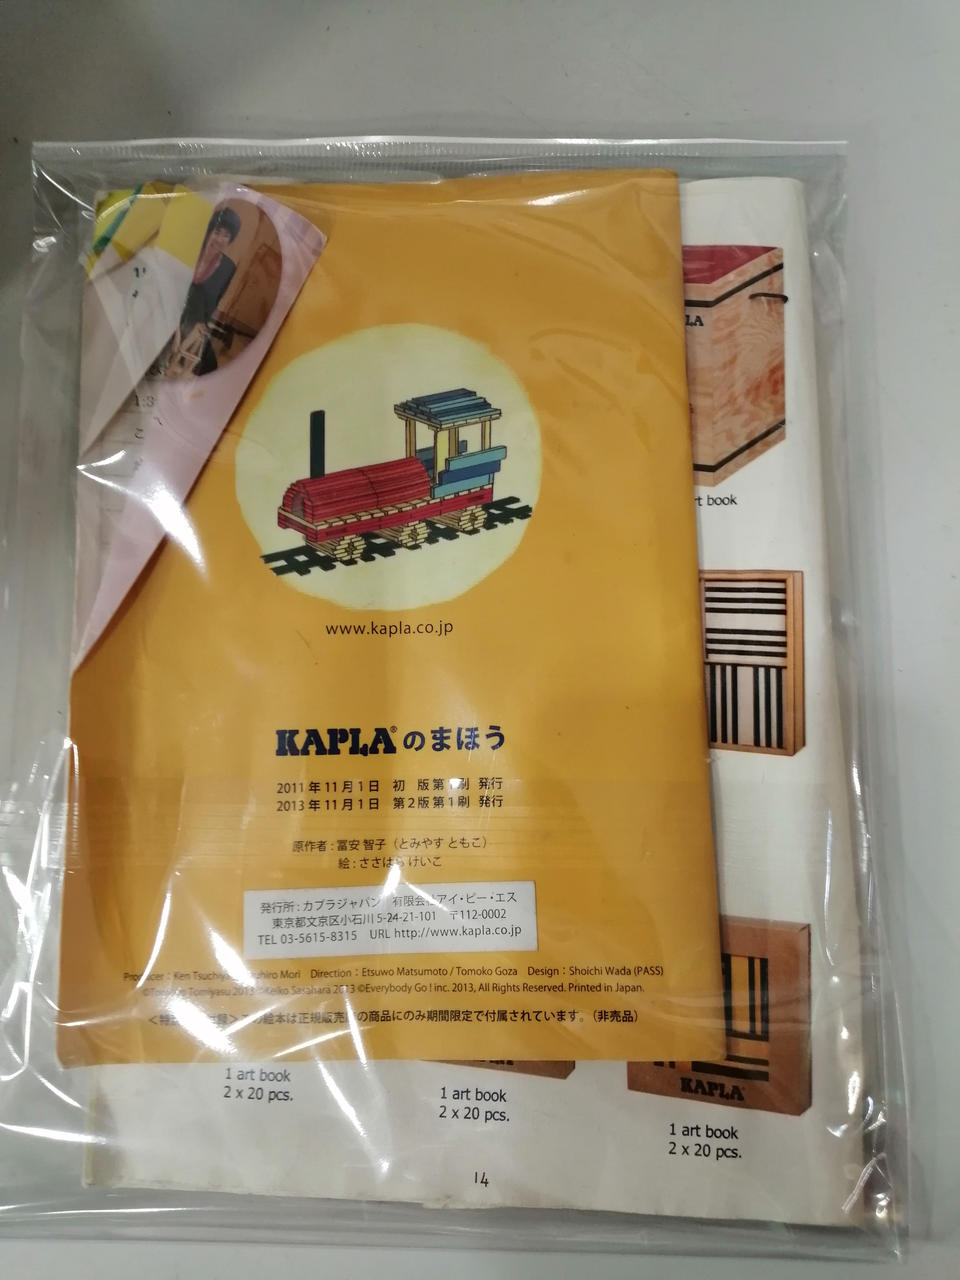 LA
rt book
www.kapla.co.jp
KAPLA®のまほう
2011年11月1日 初 版第1刷 発行
2013年11月1日 第2版第1刷 発行
原作者:冨安 智子(とみやす ともこ)
絵:ささはら けいこ
発行所:カプラジャパン 有限会社アイ・ピー・エス
東京都文京区小石川5-24-21-101 〒112-0002
TEL 03-5615-8315 URL http://www.kapla.co.jp
Producer:Ken Mori Direction:Etsuwo Matsumoto / Tomoko Goza Design:Shoichi Wada (PASS)
Tomiyasu 2013 ©Keiko Sasahara 2013 ©Everybody Go! inc. 2013, All Rights Reserved. Printed in Japan.
この絵本は正規販売店の商品にのみ期間限定で付属されています。(非売品)
1 art book
2 x 20 pcs.
1 art book
2 x 20 pcs.
KAPLA
1 art book
2 x 20 pcs.
14